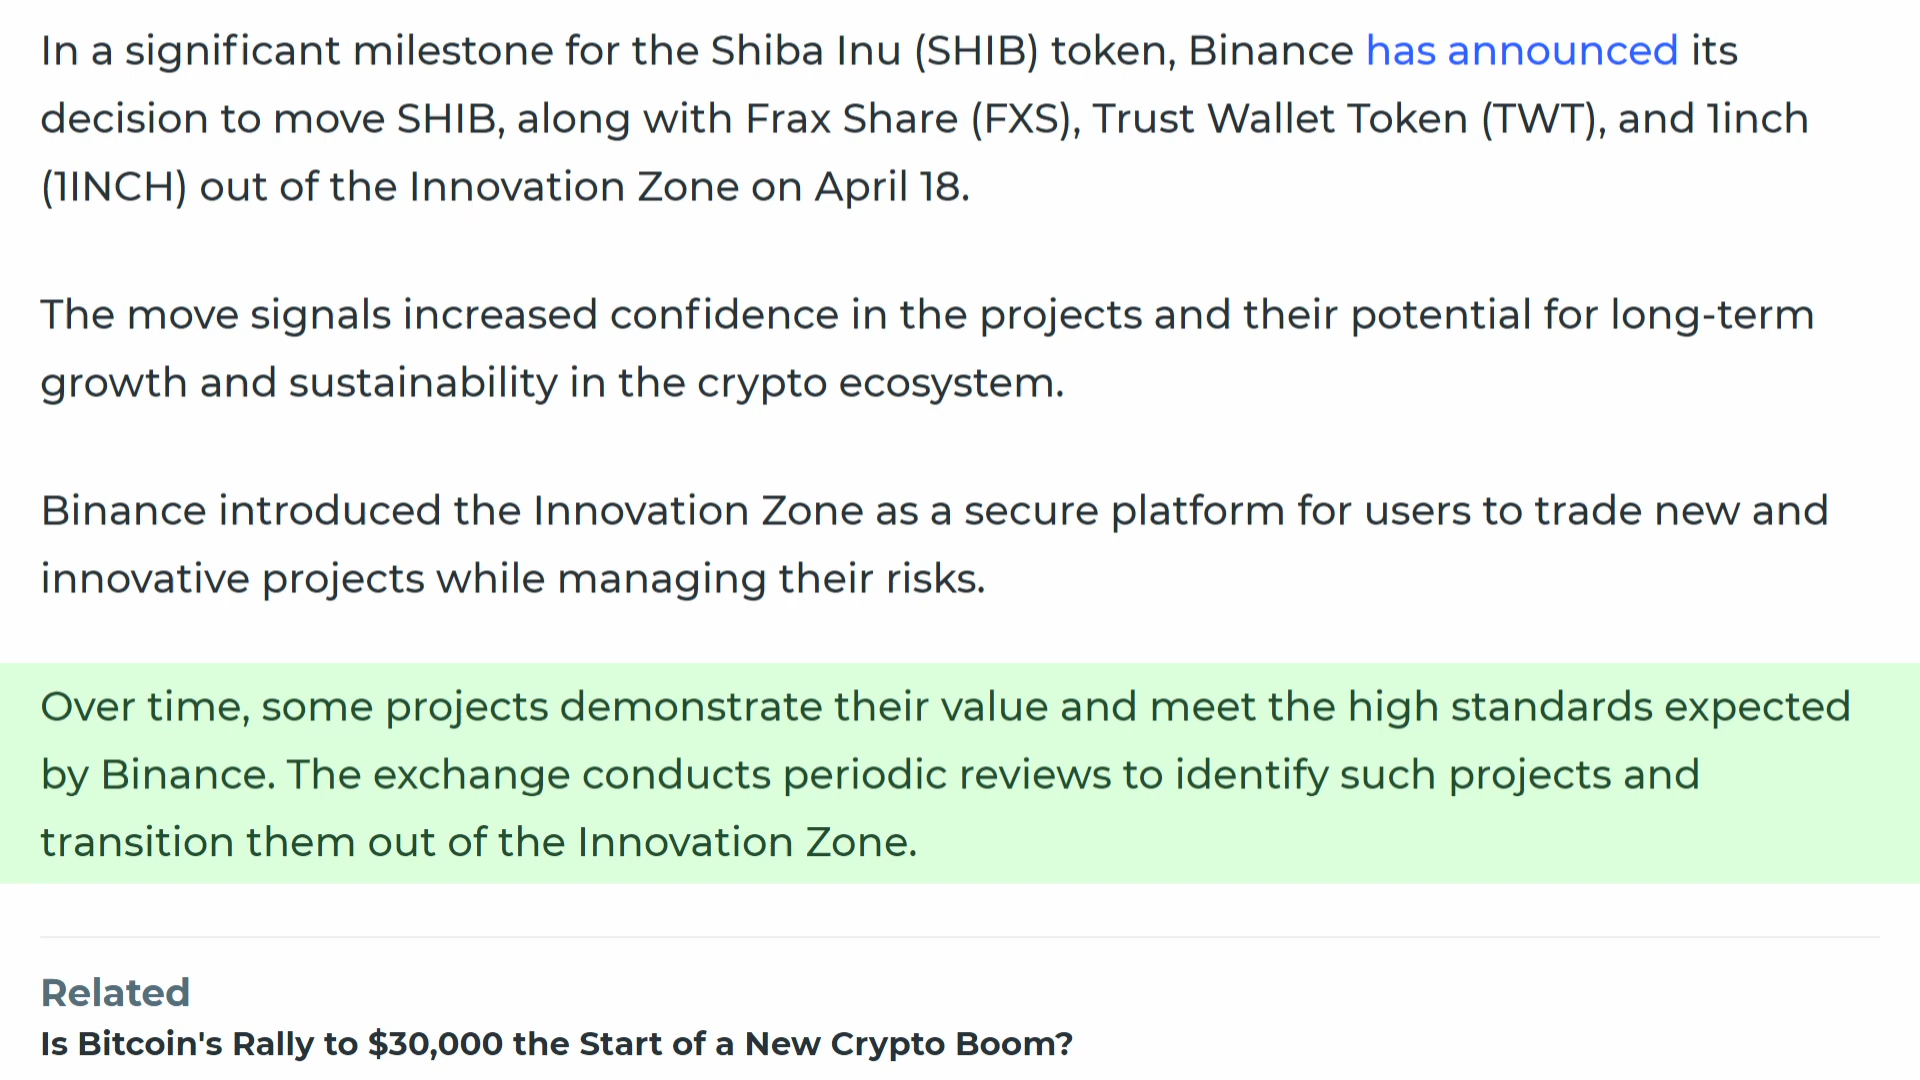 In a significant milestone for the Shiba Inu (SHIB) token, Binance has announced its
decision to move SHIB, along with Frax Share (FXS), Trust Wallet Token (TWT), and 1inch
(1INCH) out of the Innovation Zone on April 18.
The move signals increased confidence in the projects and their potential for long-term
growth and sustainability in the crypto ecosystem.
Binance introduced the Innovation Zone as a secure platform for users to trade new and
innovative projects while managing their risks.
Over time, some projects demonstrate their value and meet the high standards expected
by Binance. The exchange conducts periodic reviews to identify such projects and
transition them out of the Innovation Zone.
Related
Is Bitcoin's Rally to $30,000 the Start of a New Crypto Boom?